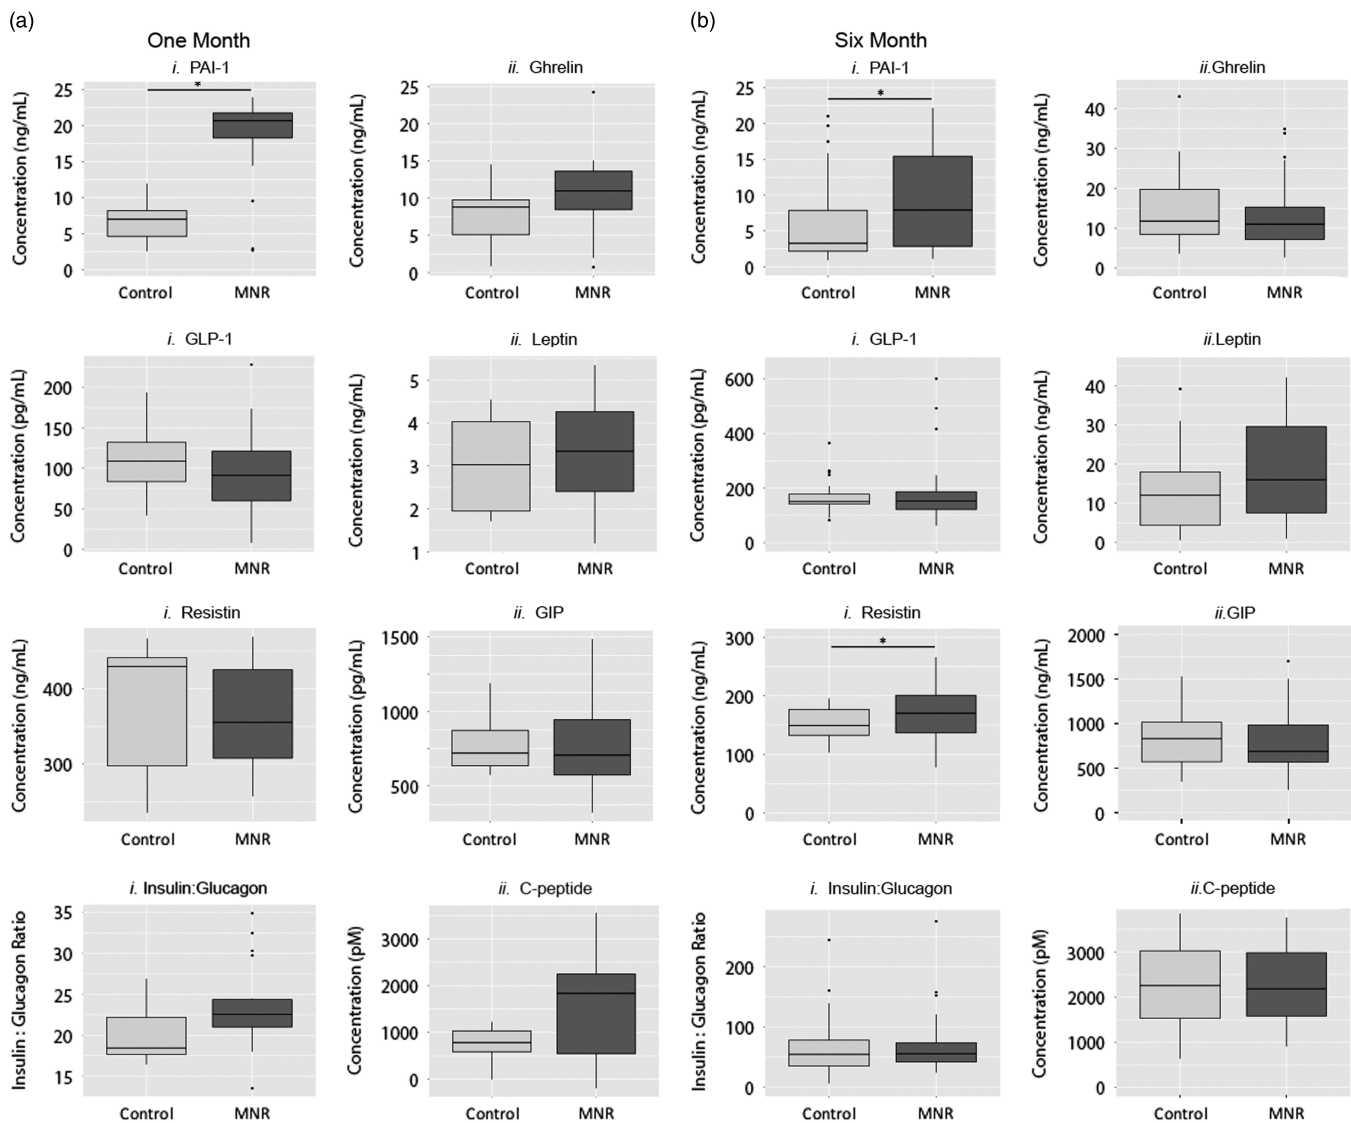 (a)
One Month
i. PAI-1
*
Concentration (ng/mL)
25
20
15
10
5
0
Control MNR
ii. Ghrelin
Concentration (ng/mL)
25
20
15
10
5
0
Control MNR
i. GLP-1
Concentration (pg/mL)
200
150
100
50
0
Control MNR
ii. Leptin
Concentration (ng/mL)
5
4
3
2
1
Control MNR
i. Resistin
Concentration (ng/mL)
400
300
Control MNR
ii. GIP
Concentration (pg/mL)
1500
1000
500
Control MNR
i. Insulin:Glucagon
Insulin : Glucagon Ratio
35
30
25
20
15
Control MNR
ii. C-peptide
Concentration (pM)
3000
2000
1000
0
Control MNR
(b)
Six Month
i. PAI-1
*
Concentration (ng/mL)
25
20
15
10
5
0
Control MNR
ii.Ghrelin
Concentration (ng/mL)
40
30
20
10
0
Control MNR
i. GLP-1
Concentration (pg/mL)
600
400
200
0
Control MNR
ii.Leptin
Concentration (ng/mL)
40
30
20
10
0
Control MNR
i. Resistin
*
Concentration (ng/mL)
300
200
100
0
Control MNR
ii.GIP
Concentration (ng/mL)
2000
1500
1000
500
0
Control MNR
i. Insulin:Glucagon
Insulin : Glucagon Ratio
200
100
0
Control MNR
ii.C-peptide
Concentration (pM)
3000
2000
1000
0
Control MNR